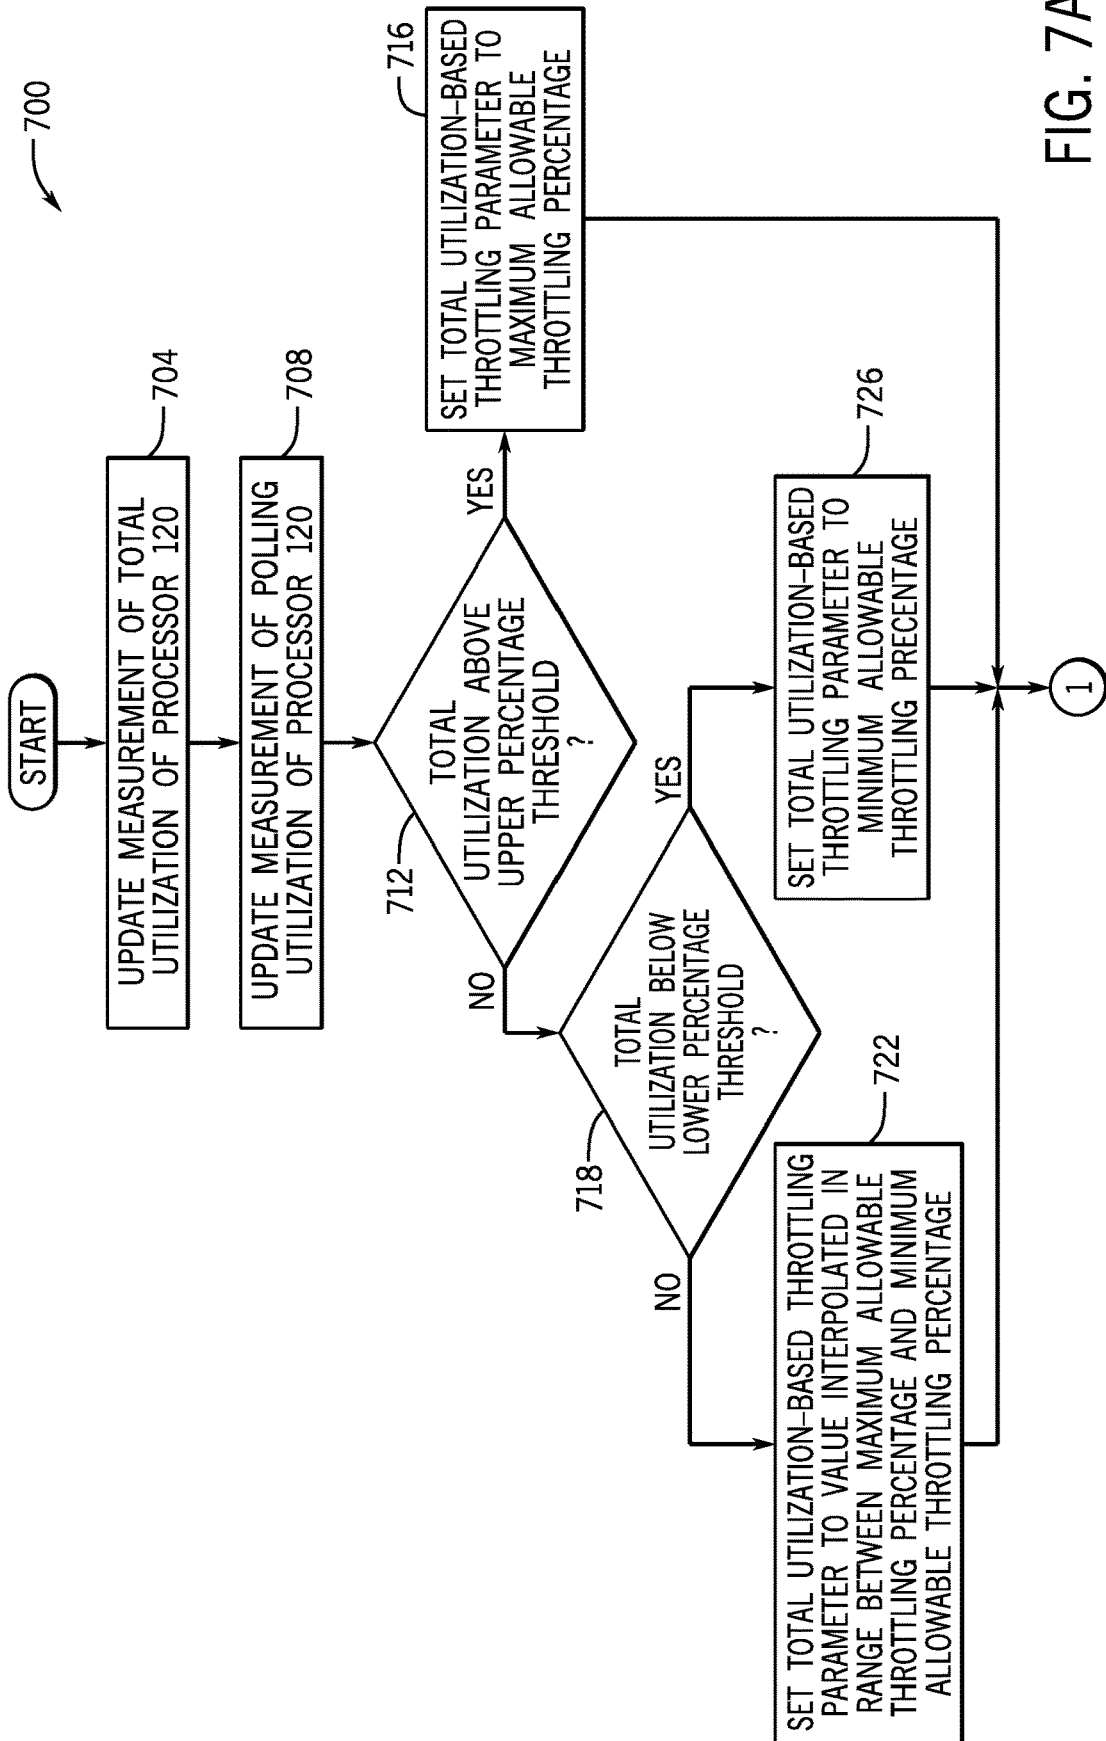 700
START
UPDATE MEASUREMENT OF TOTAL
UTILIZATION OF PROCESSOR 120
704
UPDATE MEASUREMENT OF POLLING
UTILIZATION OF PROCESSOR 120
708
712
TOTAL
UTILIZATION ABOVE
UPPER PERCENTAGE
THRESHOLD
?
YES
NO
716
SET TOTAL UTILIZATION-BASED
THROTTLING PARAMETER TO
MAXIMUM ALLOWABLE
THROTTLING PERCENTAGE
718
TOTAL
UTILIZATION BELOW
LOWER PERCENTAGE
THRESHOLD
?
YES
NO
722
SET TOTAL UTILIZATION-BASED THROTTLING
PARAMETER TO VALUE INTERPOLATED IN
RANGE BETWEEN MAXIMUM ALLOWABLE
THROTTLING PERCENTAGE AND MINIMUM
ALLOWABLE THROTTLING PERCENTAGE
726
SET TOTAL UTILIZATION-BASED
THROTTLING PARAMETER TO
MINIMUM ALLOWABLE
THROTTLING PRECENTAGE
1
FIG. 7A